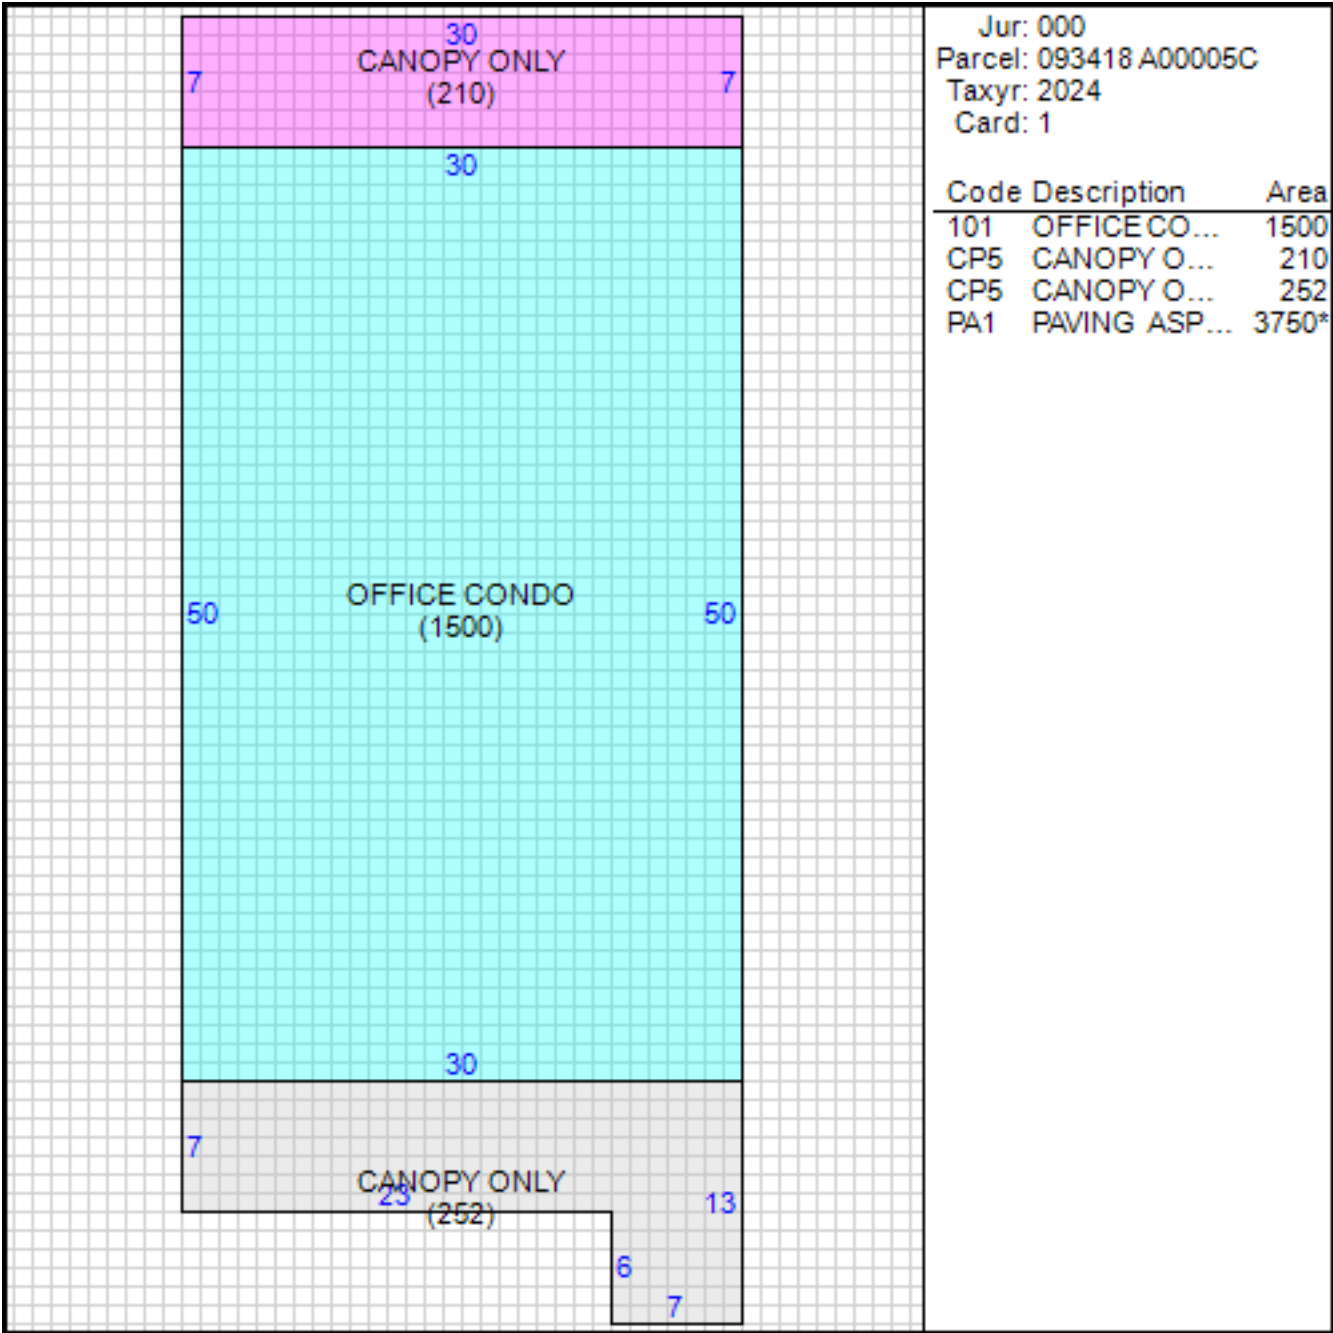 30
CANOPY ONLY
7 (210) 7
30
OFFICE CONDO
50 (1500) 50
30
7
CANOPY ONLY
23 13
(252)
6
7
Jur: 000
Parcel: 093418 A00005C
Taxyr: 2024
Card: 1
Code Description Area
101 OFFICE CO... 1500
CP5 CANOPY O... 210
CP5 CANOPY O... 252
PA1 PAVING ASP... 3750*